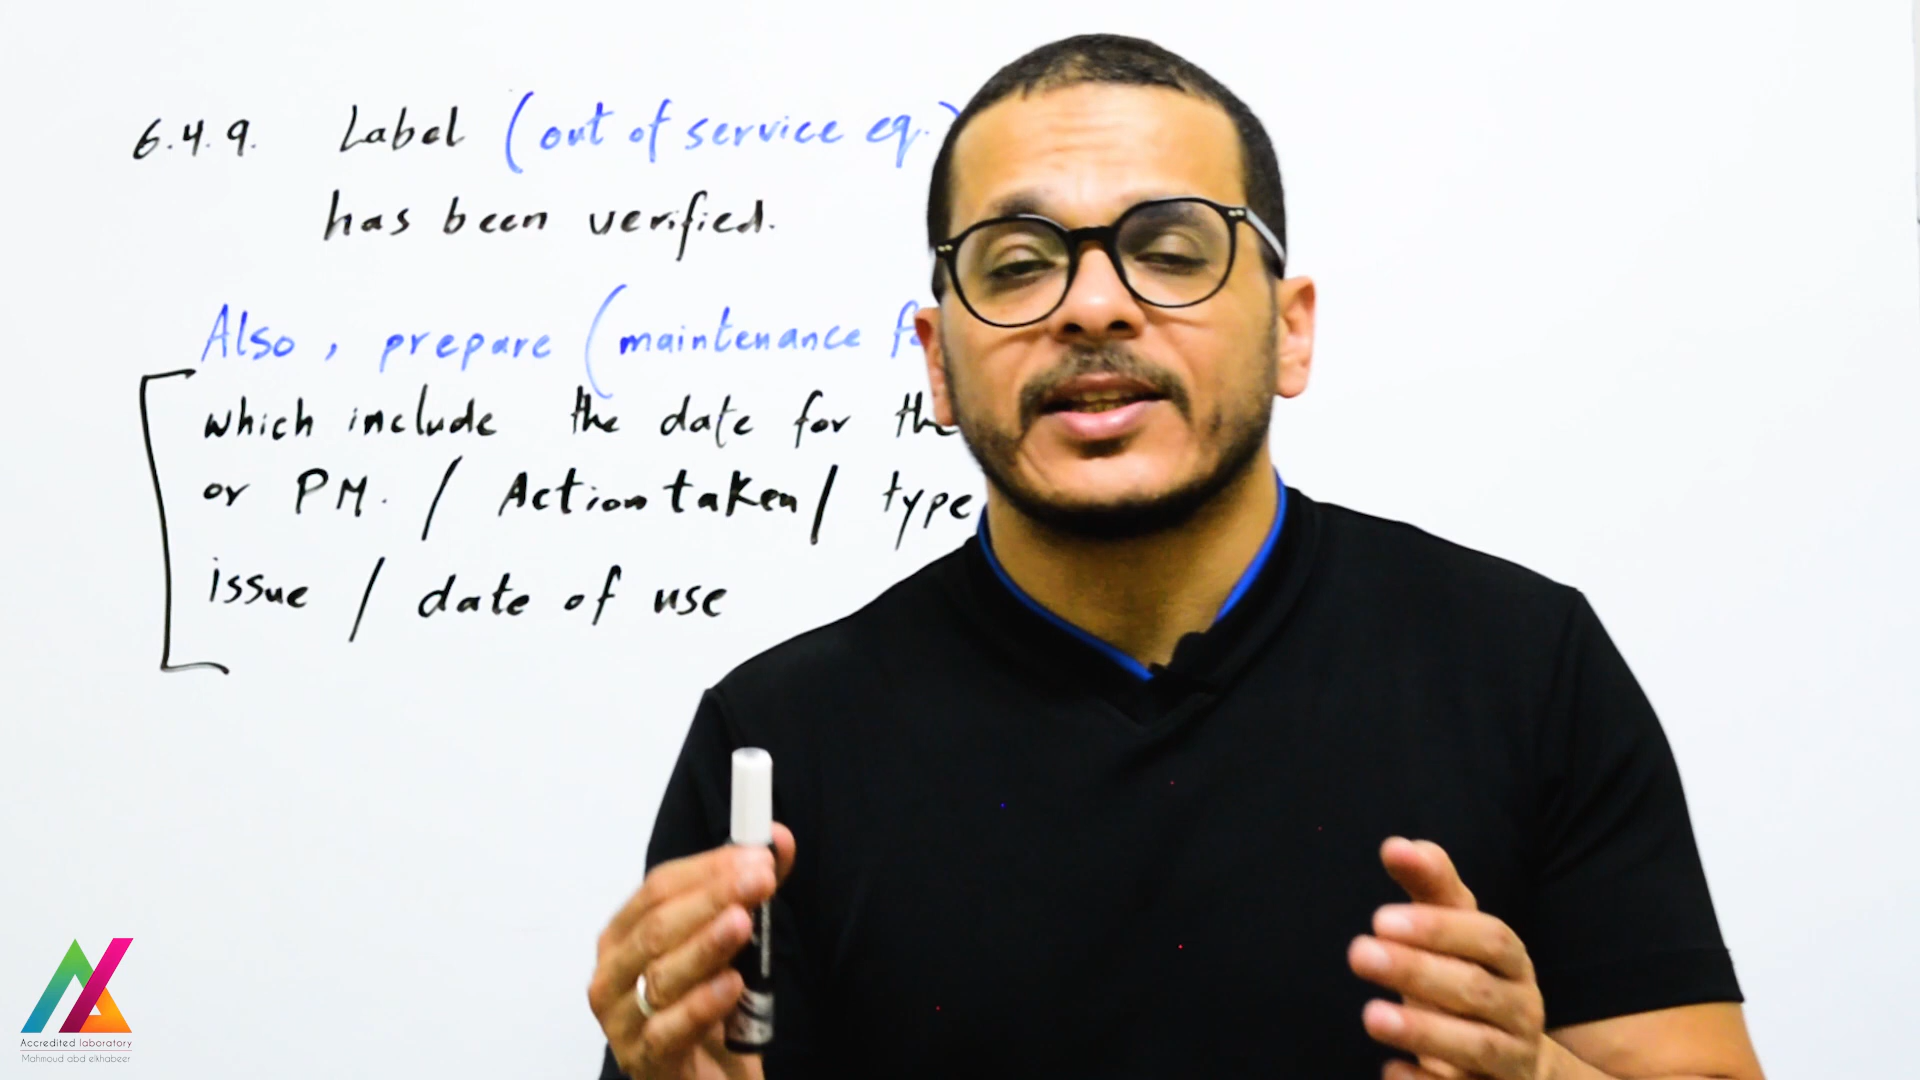 6.4.9. Label (out of service eq.)
has been verified.
Also, prepare (maintenance
which include the date for the
or PM. / Action taken / type
issue / date of use
Accredited laboratory
Mahmoud abd elkhabeer